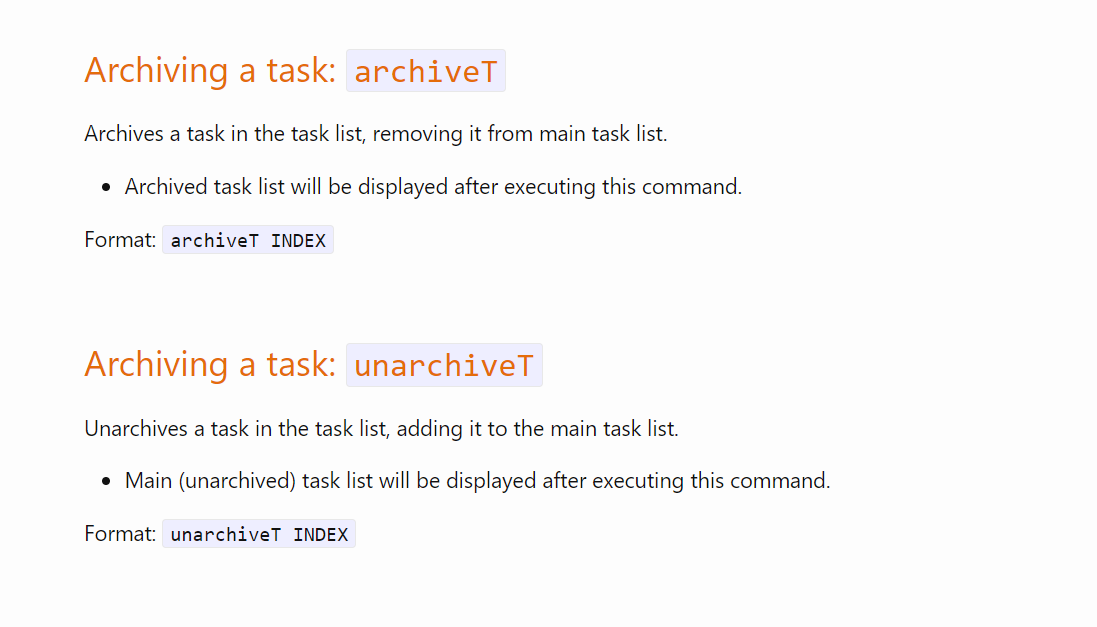 Archiving a task: archiveT
Archives a task in the task list, removing it from main task list.
• Archived task list will be displayed after executing this command.
Format: archiveT INDEX
Archiving a task: unarchiveT
Unarchives a task in the task list, adding it to the main task list.
• Main (unarchived) task list will be displayed after executing this command.
Format: unarchiveT INDEX